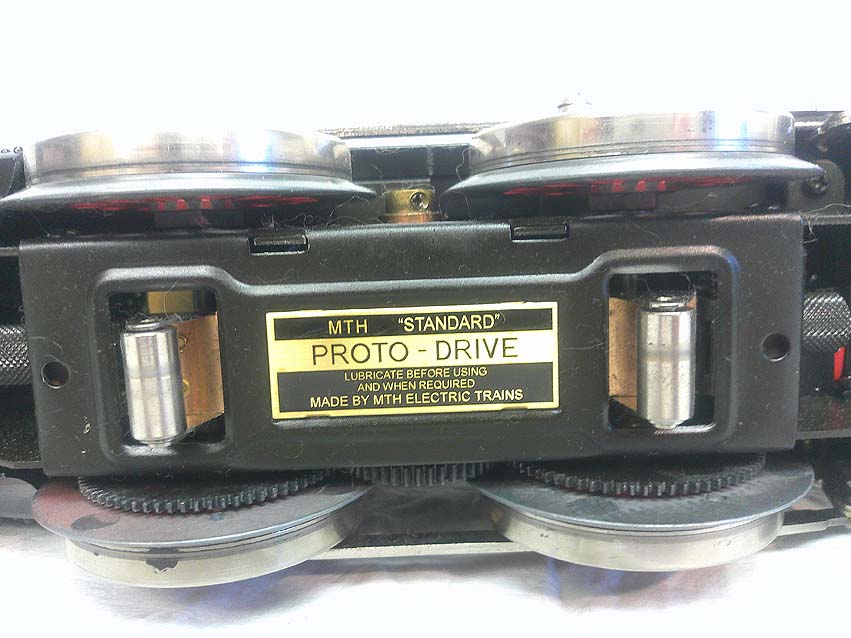 MTH "STANDARD"
PROTO-DRIVE
LUBRICATE BEFORE USING
AND WHEN REQUIRED
MADE BY MTH ELECTRIC TRAINS